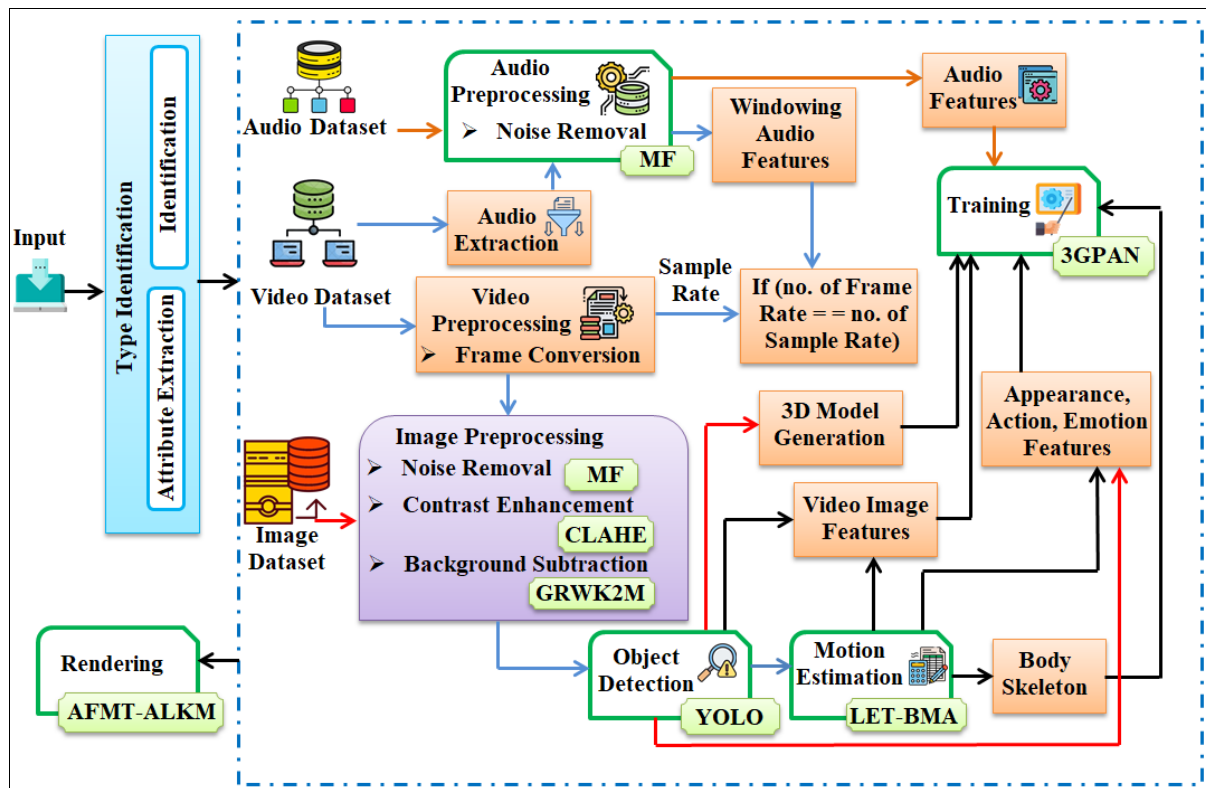 Input
Type Identification
Identification
Attribute Extraction
Audio Dataset
Audio
Preprocessing
➢ Noise Removal
MF
Windowing
Audio
Features
Audio
Features
Training
3GPAN
Video Dataset
Audio
Extraction
Video
Preprocessing
➢ Frame Conversion
Sample
Rate
If (no. of Frame
Rate = = no. of
Sample Rate)
Image
Dataset
Image Preprocessing
➢ Noise Removal
MF
➢ Contrast Enhancement
CLAHE
➢ Background Subtraction
GRWK2M
3D Model
Generation
Appearance,
Action, Emotion
Features
Video Image
Features
Object
Detection
YOLO
Motion
Estimation
LET-BMA
Body
Skeleton
Rendering
AFMT-ALKM